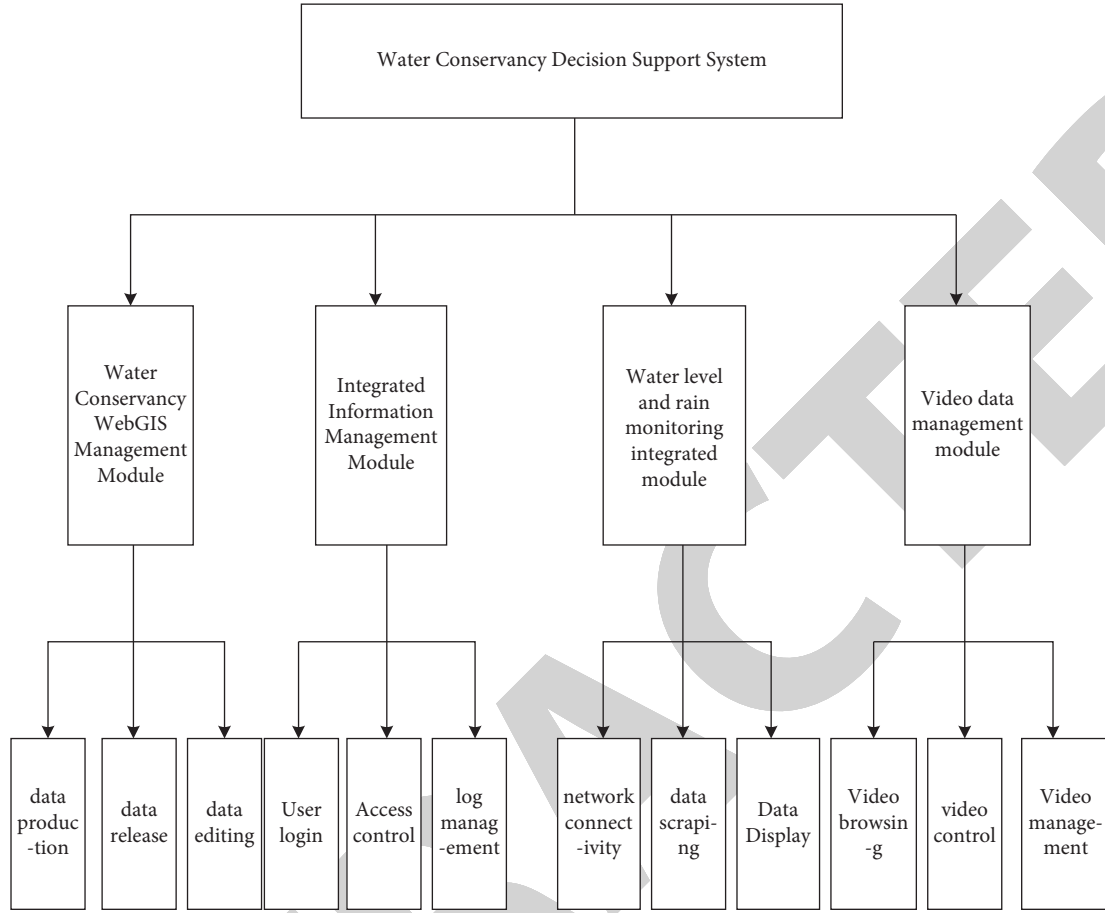 Water Conservancy Decision Support System
Water
Conservancy
WebGIS
Management
Module
Integrated
Information
Management
Module
Water level
and rain
monitoring
integrated
module
Video data
management
module
data
produc
-tion
data
release
data
editing
User
login
Access
control
log
manag
-ement
network
connect
-ivity
data
scrapi-
ng
Data
Display
Video
browsin
-g
video
control
Video
manage-
ment